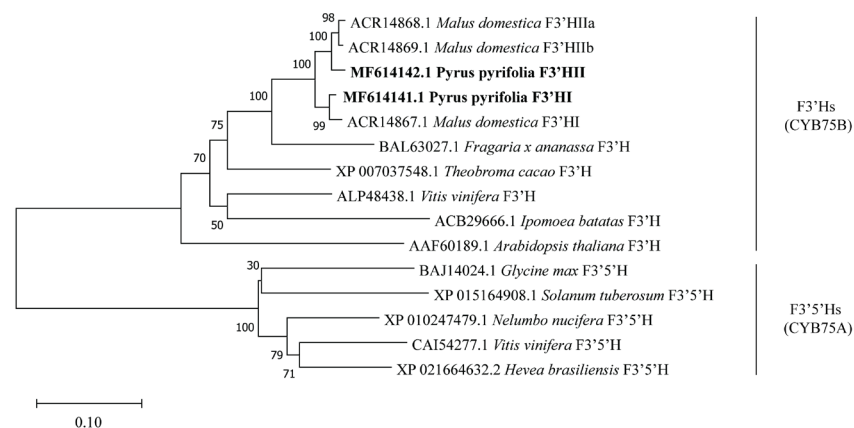 98
ACR14868.1 Malus domestica F3'HIIa
100
ACR14869.1 Malus domestica F3'HIIb
100
MF614142.1 Pyrus pyrifolia F3'HII
100
MF614141.1 Pyrus pyrifolia F3'HI
99
ACR14867.1 Malus domestica F3'HI
75
BAL63027.1 Fragaria x ananassa F3'H
70
XP 007037548.1 Theobroma cacao F3'H
ALP48438.1 Vitis vinifera F3'H
50
ACB29666.1 Ipomoea batatas F3'H
AAF60189.1 Arabidopsis thaliana F3'H
F3'Hs
(CYB75B)
30
BAJ14024.1 Glycine max F3'5'H
XP 015164908.1 Solanum tuberosum F3'5'H
100
XP 010247479.1 Nelumbo nucifera F3'5'H
79
CAI54277.1 Vitis vinifera F3'5'H
71
XP 021664632.2 Hevea brasiliensis F3'5'H
F3'5'Hs
(CYB75A)
0.10